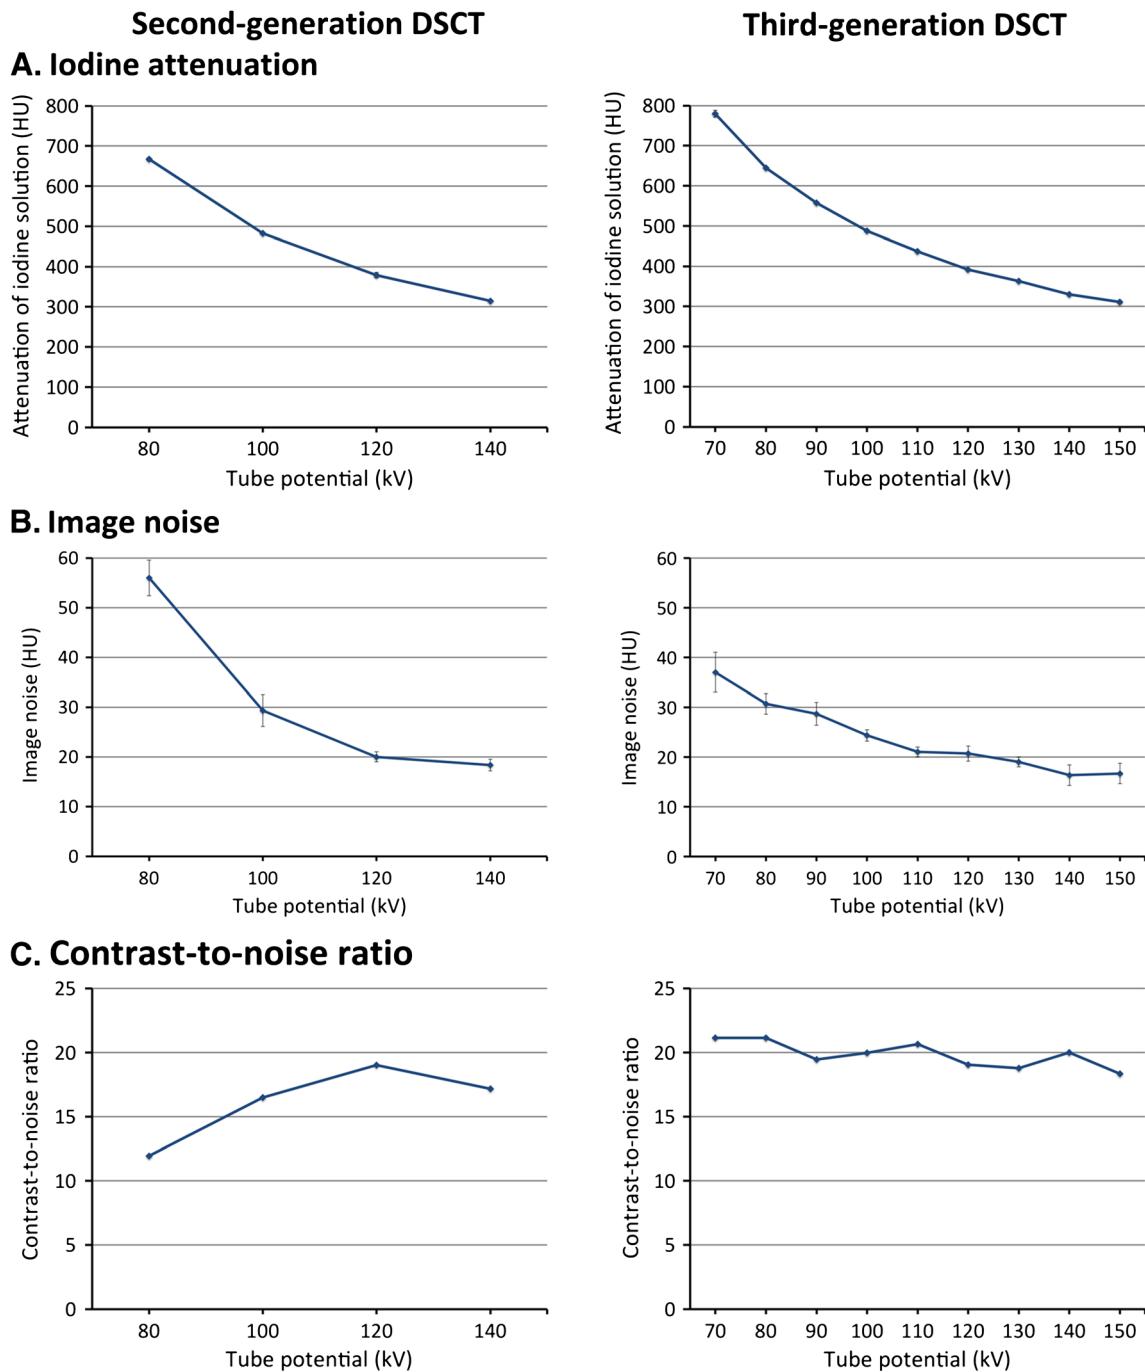 Second-generation DSCT
Third-generation DSCT
A. Iodine attenuation
Attenuation of iodine solution (HU)
800
700
600
500
400
300
200
100
0
80 100 120 140
Tube potential (kV)
Attenuation of iodine solution (HU)
800
700
600
500
400
300
200
100
0
70 80 90 100 110 120 130 140 150
Tube potential (kV)
B. Image noise
Image noise (HU)
60
50
40
30
20
10
0
80 100 120 140
Tube potential (kV)
Image noise (HU)
60
50
40
30
20
10
0
70 80 90 100 110 120 130 140 150
Tube potential (kV)
C. Contrast-to-noise ratio
Contrast-to-noise ratio
25
20
15
10
5
0
80 100 120 140
Tube potential (kV)
Contrast-to-noise ratio
25
20
15
10
5
0
70 80 90 100 110 120 130 140 150
Tube potential (kV)